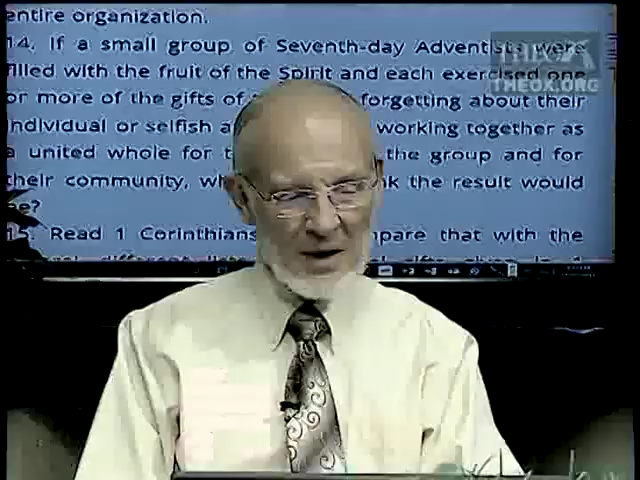 entire organization.
14. If a small group of Seventh-day Adventists were
filled with the fruit of the Spirit and each exercised one
or more of the gifts of forgetting about their
individual or selfish a working together as
a united whole for t the group and for
their community, wh k the result would
be?
15. Read 1 Corinthians pare that with the
different
THEOX
THEOX.ORG